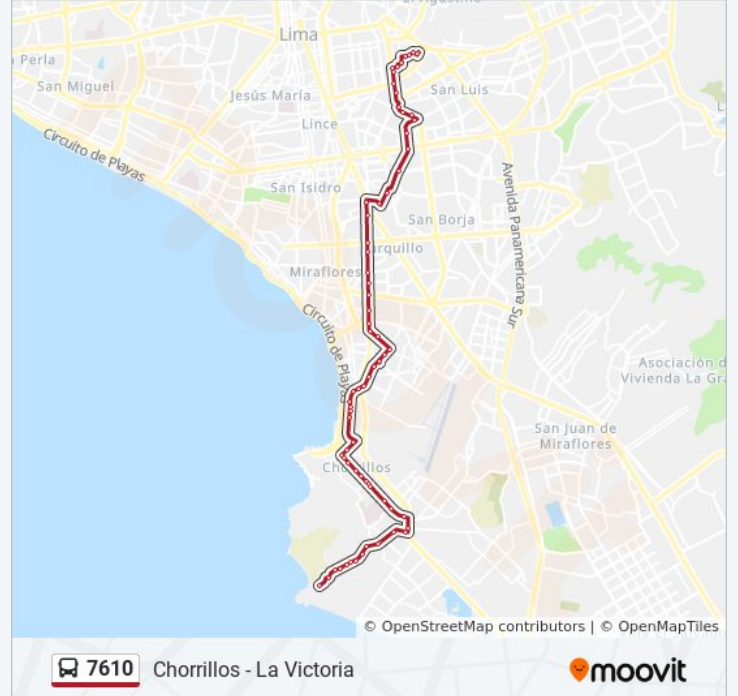 Lima
Perla
San Luis
San Miguel
Jesús María
Lince
Circuito de Playas
San Isidro
Avenida Panamericana Sur
San Borja
urquillo
Miraflores
Circuito de Playas
Asociación d
Vivienda La Gra
San Juan de
Miraflores
Chorrillos
© OpenStreetMap contributors | © OpenMapTiles
7610 Chorrillos - La Victoria
moovit